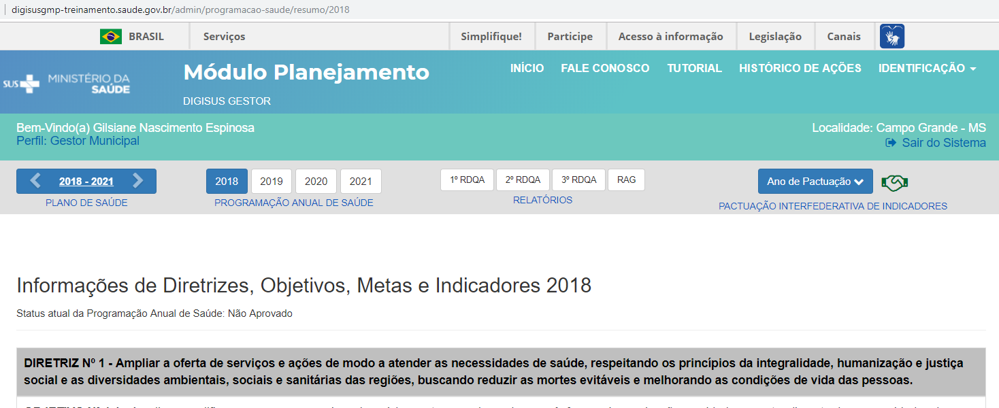 digisusgmp-treinamento.saude.gov.br/admin/programacao-saude/resumo/2018
BRASIL Serviços Simplifique! Participe Acesso à informação Legislação Canais
SUS MINISTÉRIO DA SAÚDE
Módulo Planejamento
DIGISUS GESTOR
INÍCIO FALE CONOSCO TUTORIAL HISTÓRICO DE AÇÕES IDENTIFICAÇÃO
Bem-Vindo(a) Gilsiane Nascimento Espinosa
Perfil: Gestor Municipal
Localidade: Campo Grande - MS
Sair do Sistema
2018 - 2021
PLANO DE SAÚDE
2018 2019 2020 2021
PROGRAMAÇÃO ANUAL DE SAÚDE
1º RDQA 2º RDQA 3º RDQA RAG
RELATÓRIOS
Ano de Pactuação
PACTUAÇÃO INTERFEDERATIVA DE INDICADORES
Informações de Diretrizes, Objetivos, Metas e Indicadores 2018
Status atual da Programação Anual de Saúde: Não Aprovado
DIRETRIZ Nº 1 - Ampliar a oferta de serviços e ações de modo a atender as necessidades de saúde, respeitando os princípios da integralidade, humanização e justiça
social e as diversidades ambientais, sociais e sanitárias das regiões, buscando reduzir as mortes evitáveis e melhorando as condições de vida das pessoas.